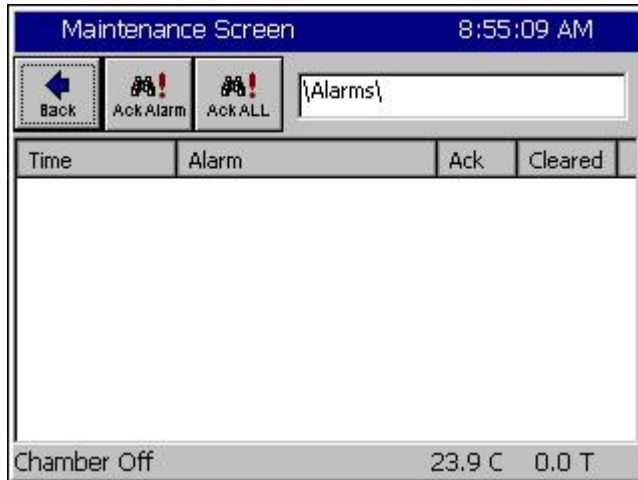 Maintenance Screen 8:55:09 AM
Back Ack Alarm Ack ALL \Alarms\
Time Alarm Ack Cleared
Chamber Off 23.9 C 0.0 T